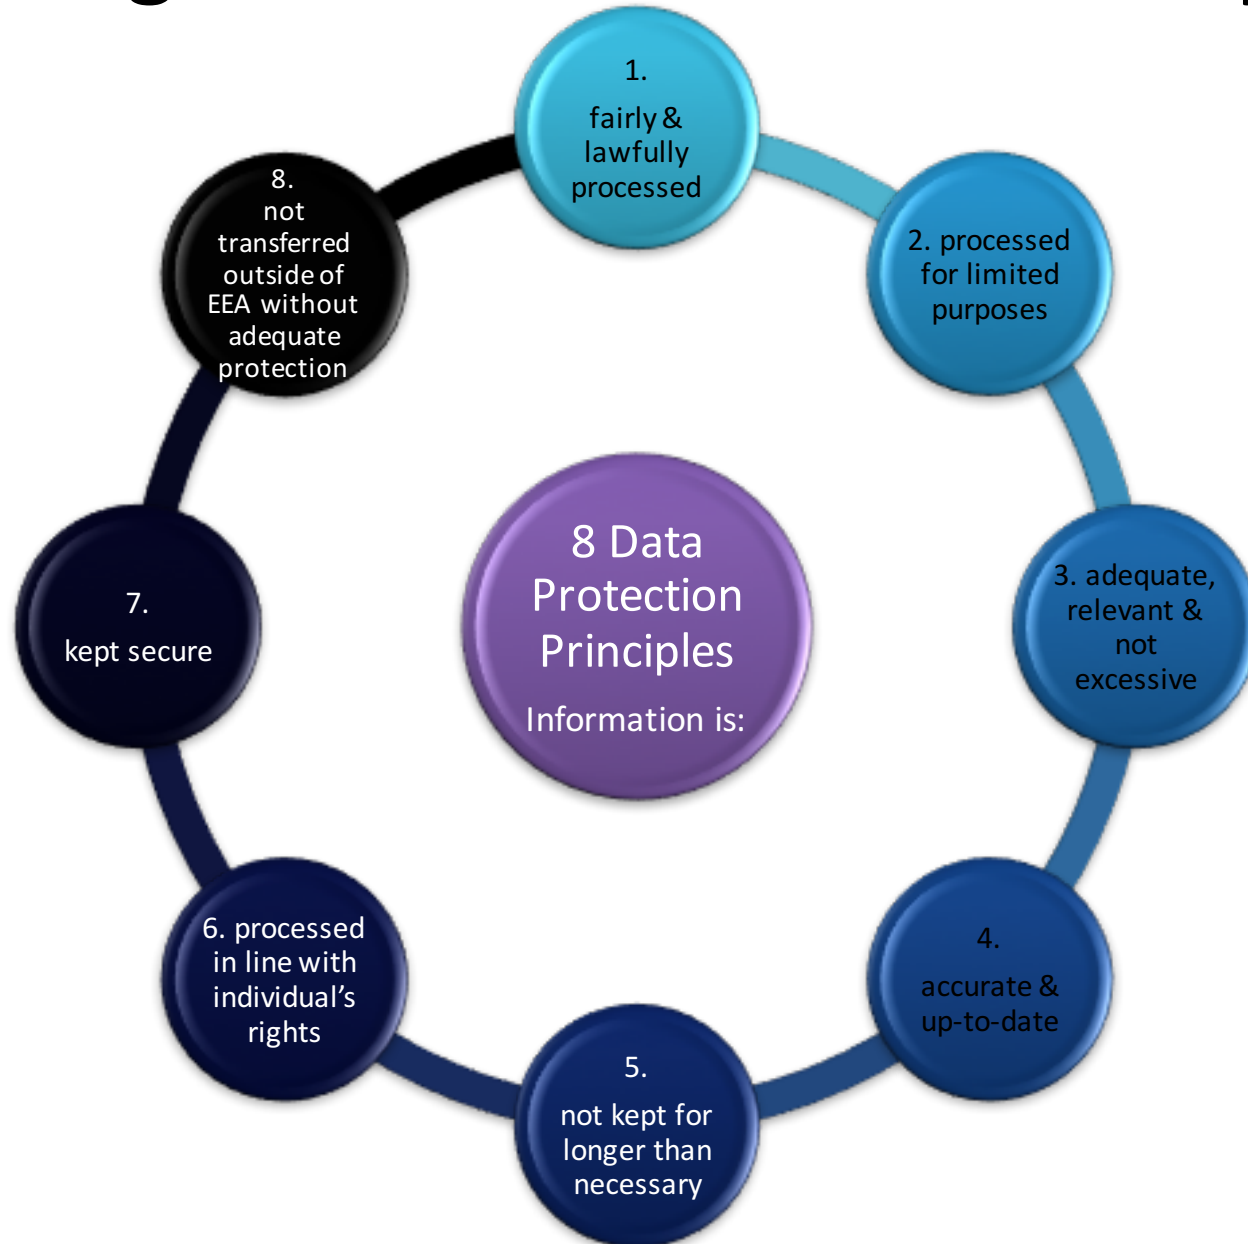 8 Data
Protection
Principles
Information is:
1.
fairly &
lawfully
processed
2. processed
for limited
purposes
3. adequate,
relevant &
not
excessive
4.
accurate &
up-to-date
5.
not kept for
longer than
necessary
6. processed
in line with
individual’s
rights
7.
kept secure
8.
not
transferred
outside of
EEA without
adequate
protection